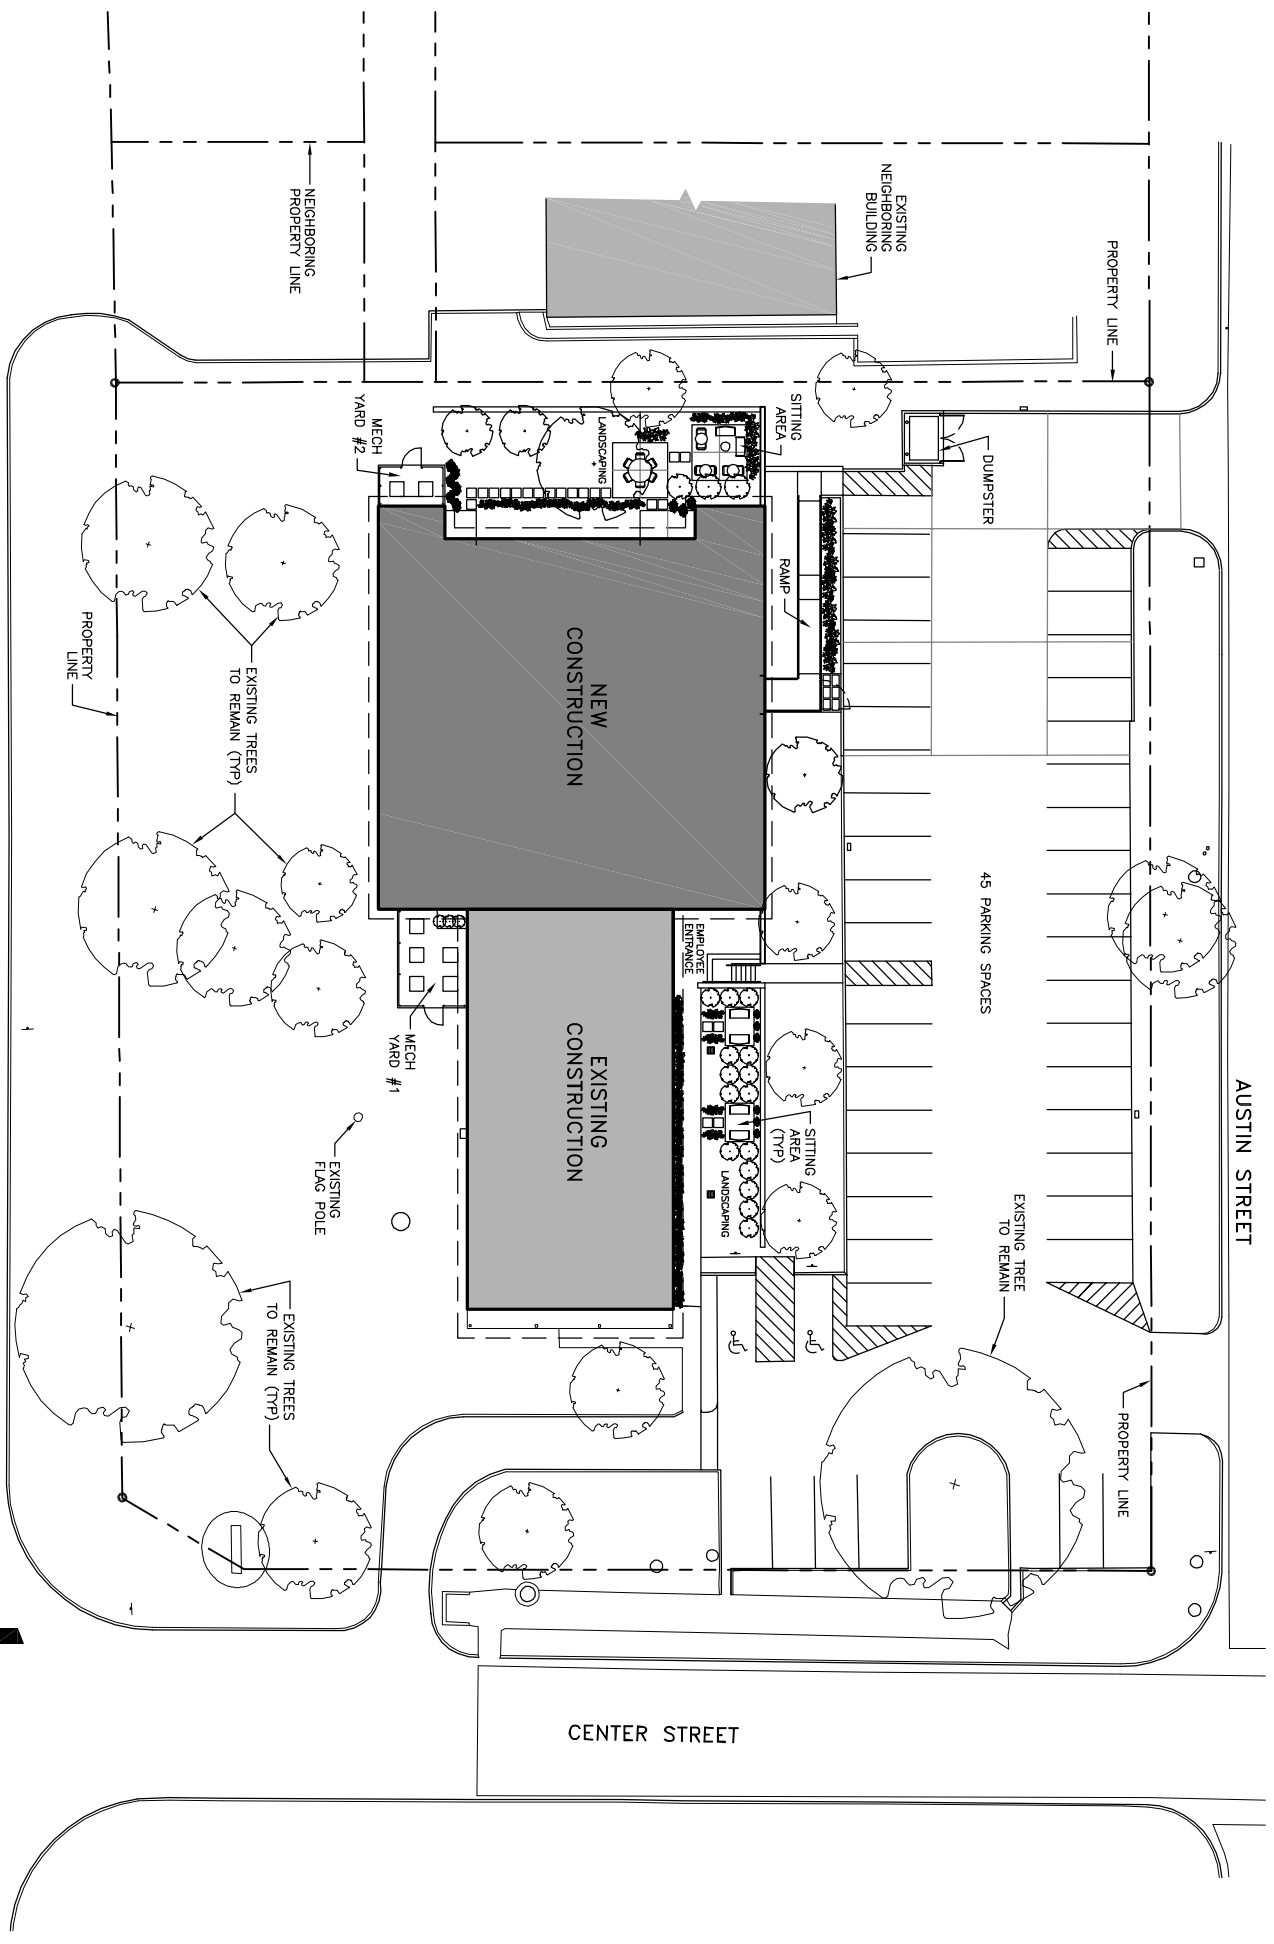 NEIGHBORING
PROPERTY LINE
EXISTING
NEIGHBORING
BUILDING
PROPERTY LINE
MECH
YARD #2
LANDSCAPING
SITTING
AREA
DUMPSTER
RAMP
PROPERTY
LINE
EXISTING TREES
TO REMAIN (TYP)
NEW
CONSTRUCTION
45 PARKING SPACES
EMPLOYEE
ENTRANCE
MECH
YARD #1
EXISTING
CONSTRUCTION
SITTING
AREA
(TYP)
LANDSCAPING
AUSTIN STREET
EXISTING
FLAG POLE
EXISTING TREE
TO REMAIN
EXISTING TREES
TO REMAIN (TYP)
PROPERTY LINE
CENTER STREET